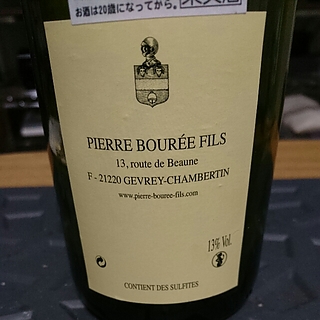 お酒は20歳になってから。
PIERRE BOURÉE FILS
13, route de Beaune
F - 21220 GEVREY-CHAMBERTIN
www.pierre-bouree-fils.com
13% Vol.
CONTIENT DES SULFITES